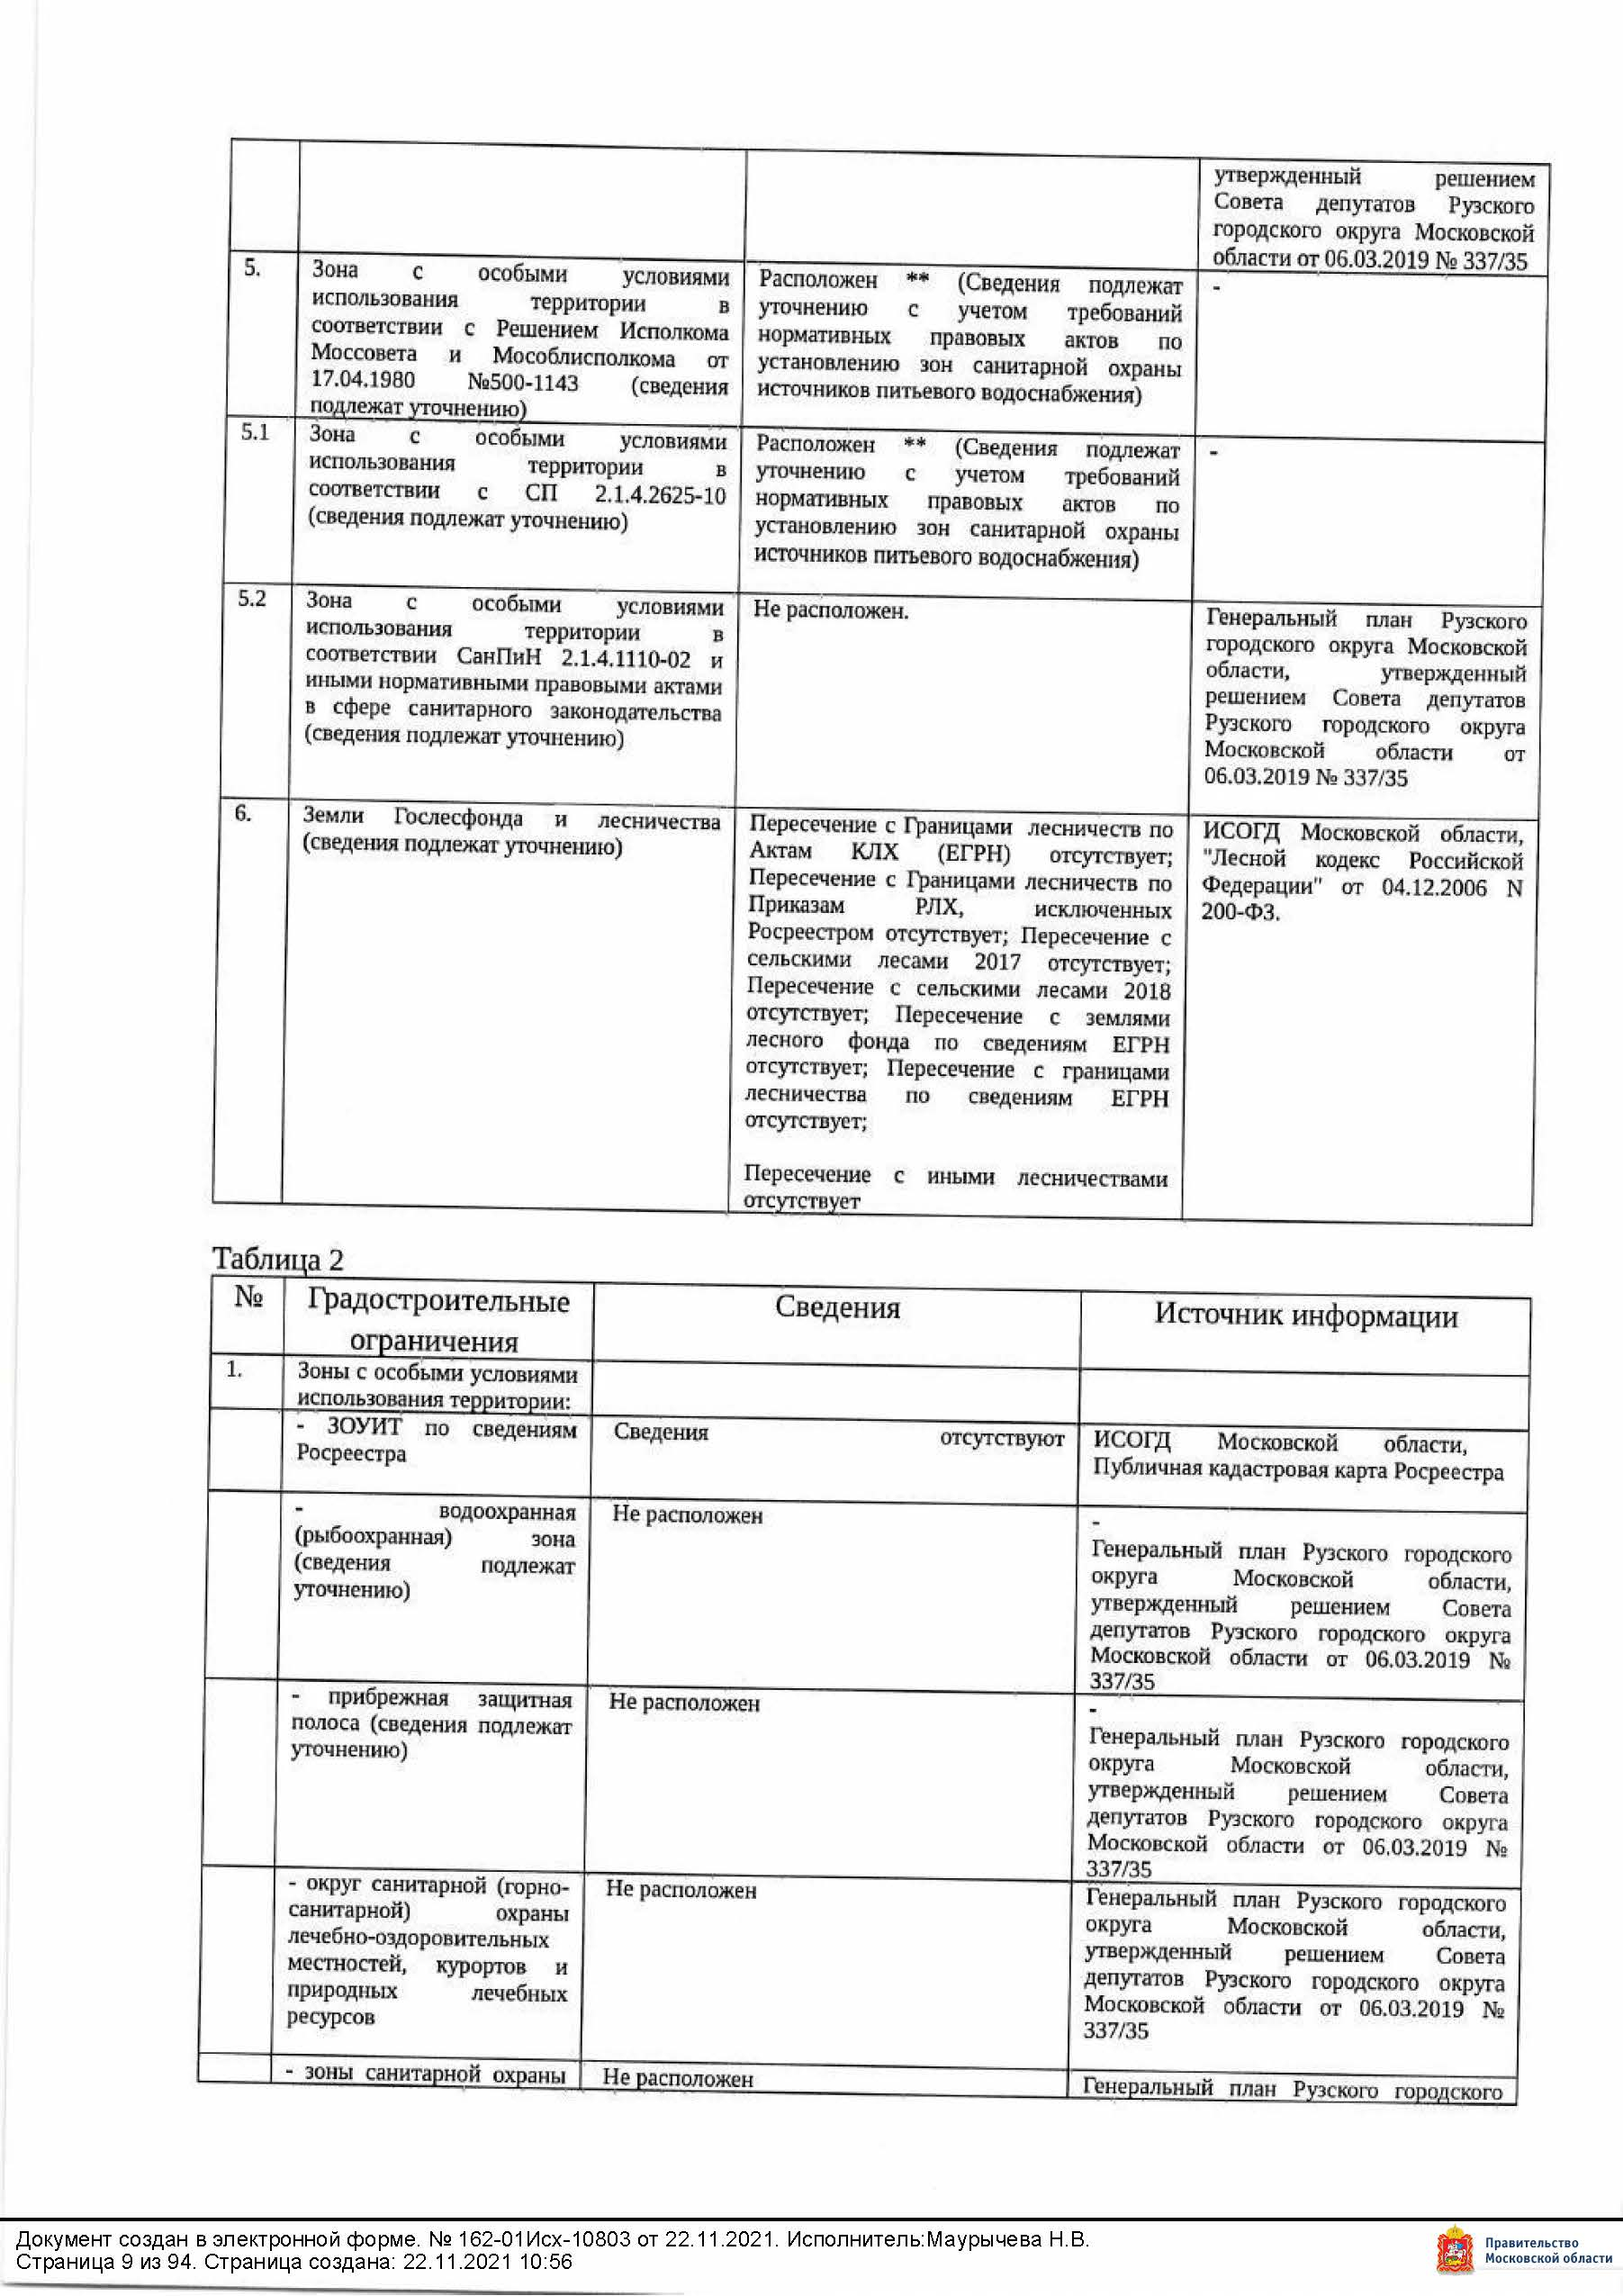 утвержденный решением
Совета депутатов Рузского
городского округа Московской
области от 06.03.2019 № 337/35
5.
Зона с особыми условиями
использования территории в
соответствии с Решением Исполкома
Моссовета и Мособлисполкома от
17.04.1980 №500-1143 (сведения
подлежат уточнению)
Расположен ** (Сведения подлежат
уточнению с учетом требований
нормативных правовых актов по
установлению зон санитарной охраны
источников питьевого водоснабжения)
-
5.1
Зона с особыми условиями
использования территории в
соответствии с СП 2.1.4.2625-10
(сведения подлежат уточнению)
Расположен ** (Сведения подлежат
уточнению с учетом требований
нормативных правовых актов по
установлению зон санитарной охраны
источников питьевого водоснабжения)
-
5.2
Зона с особыми условиями
использования территории в
соответствии СанПиН 2.1.4.1110-02 и
иными нормативными правовыми актами
в сфере санитарного законодательства
(сведения подлежат уточнению)
Не расположен.
Генеральный план Рузского
городского округа Московской
области, утвержденный
решением Совета депутатов
Рузского городского округа
Московской области от
06.03.2019 № 337/35
6.
Земли Гослесфонда и лесничества
(сведения подлежат уточнению)
Пересечение с Границами лесничеств по
Актам КЛХ (ЕГРН) отсутствует;
Пересечение с Границами лесничеств по
Приказам РЛХ, исключенных
Росреестром отсутствует; Пересечение с
сельскими лесами 2017 отсутствует;
Пересечение с сельскими лесами 2018
отсутствует; Пересечение с землями
лесного фонда по сведениям ЕГРН
отсутствует; Пересечение с границами
лесничества по сведениям ЕГРН
отсутствует;
Пересечение с иными лесничествами
отсутствует
ИСОГД Московской области,
"Лесной кодекс Российской
Федерации" от 04.12.2006 N
200-ФЗ.
Таблица 2
№
Градостроительные
ограничения
Сведения
Источник информации
1.
Зоны с особыми условиями
использования территории:
- ЗОУИТ по сведениям
Росреестра
Сведения отсутствуют
ИСОГД Московской области,
Публичная кадастровая карта Росреестра
- водоохранная
(рыбоохранная) зона
(сведения подлежат
уточнению)
Не расположен
-
Генеральный план Рузского городского
округа Московской области,
утвержденный решением Совета
депутатов Рузского городского округа
Московской области от 06.03.2019 №
337/35
- прибрежная защитная
полоса (сведения подлежат
уточнению)
Не расположен
-
Генеральный план Рузского городского
округа Московской области,
утвержденный решением Совета
депутатов Рузского городского округа
Московской области от 06.03.2019 №
337/35
- округ санитарной (горно-
санитарной) охраны
лечебно-оздоровительных
местностей, курортов и
природных лечебных
ресурсов
Не расположен
Генеральный план Рузского городского
округа Московской области,
утвержденный решением Совета
депутатов Рузского городского округа
Московской области от 06.03.2019 №
337/35
- зоны санитарной охраны
Не расположен
Генеральный план Рузского городского
Документ создан в электронной форме. № 162-01Исх-10803 от 22.11.2021. Исполнитель:Маурычева Н.В.
Страница 9 из 94. Страница создана: 22.11.2021 10:56
Правительство
Московской области